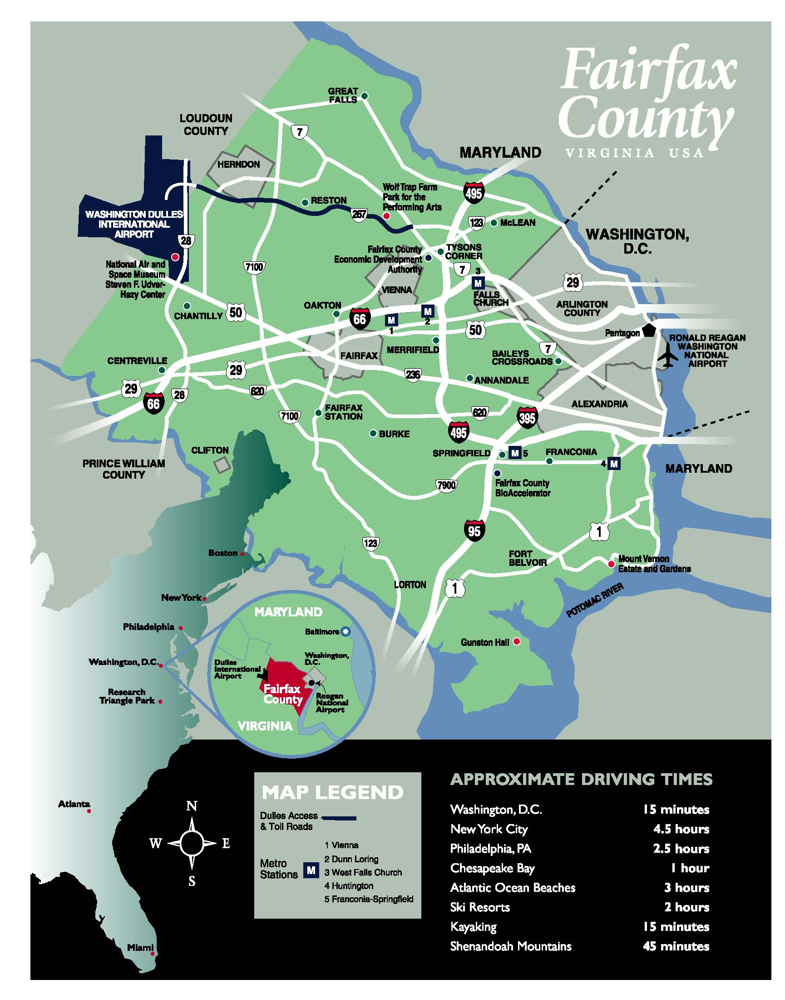 Fairfax
County
VIRGINIA USA
GREAT
FALLS
LOUDOUN
COUNTY
7
MARYLAND
HERNDON
495
Wolf Trap Farm
Park for the
Performing Arts
RESTON
267
123
McLEAN
WASHINGTON DULLES
INTERNATIONAL
AIRPORT
28
WASHINGTON,
D.C.
Fairfax County
Economic Development
Authority
TYSONS
CORNER
National Air and
Space Museum
Steven F. Udvar-
Hazy Center
7100
7
3
M
29
VIENNA
FALLS
CHURCH
ARLINGTON
COUNTY
OAKTON
CHANTILLY
50
66
M
1
M
2
50
Pentagon
RONALD REAGAN
WASHINGTON
NATIONAL
AIRPORT
MERRIFIELD
7
FAIRFAX
BAILEYS
CROSSROADS
CENTREVILLE
29
236
ANNANDALE
29
620
28
66
ALEXANDRIA
FAIRFAX
STATION
7100
620
395
BURKE
495
CLIFTON
SPRINGFIELD
M 5
FRANCONIA
4 M
PRINCE WILLIAM
COUNTY
MARYLAND
7900
Fairfax County
BioAccelerator
95
1
123
FORT
BELVOIR
Mount Vernon
Estate and Gardens
LORTON
1
POTOMAC RIVER
Gunston Hall
Boston
New York
Philadelphia
Washington, D.C.
Research
Triangle Park
Atlanta
Miami
MARYLAND
Baltimore
Washington,
D.C.
Dulles
International
Airport
Fairfax
County
Reagan
National
Airport
VIRGINIA
N
W E
S
MAP LEGEND
Dulles Access
& Toll Roads
Metro
Stations
M
1 Vienna
2 Dunn Loring
3 West Falls Church
4 Huntington
5 Franconia-Springfield
APPROXIMATE DRIVING TIMES
Washington, D.C. 15 minutes
New York City 4.5 hours
Philadelphia, PA 2.5 hours
Chesapeake Bay 1 hour
Atlantic Ocean Beaches 3 hours
Ski Resorts 2 hours
Kayaking 15 minutes
Shenandoah Mountains 45 minutes